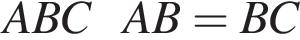 ABC AB = BC